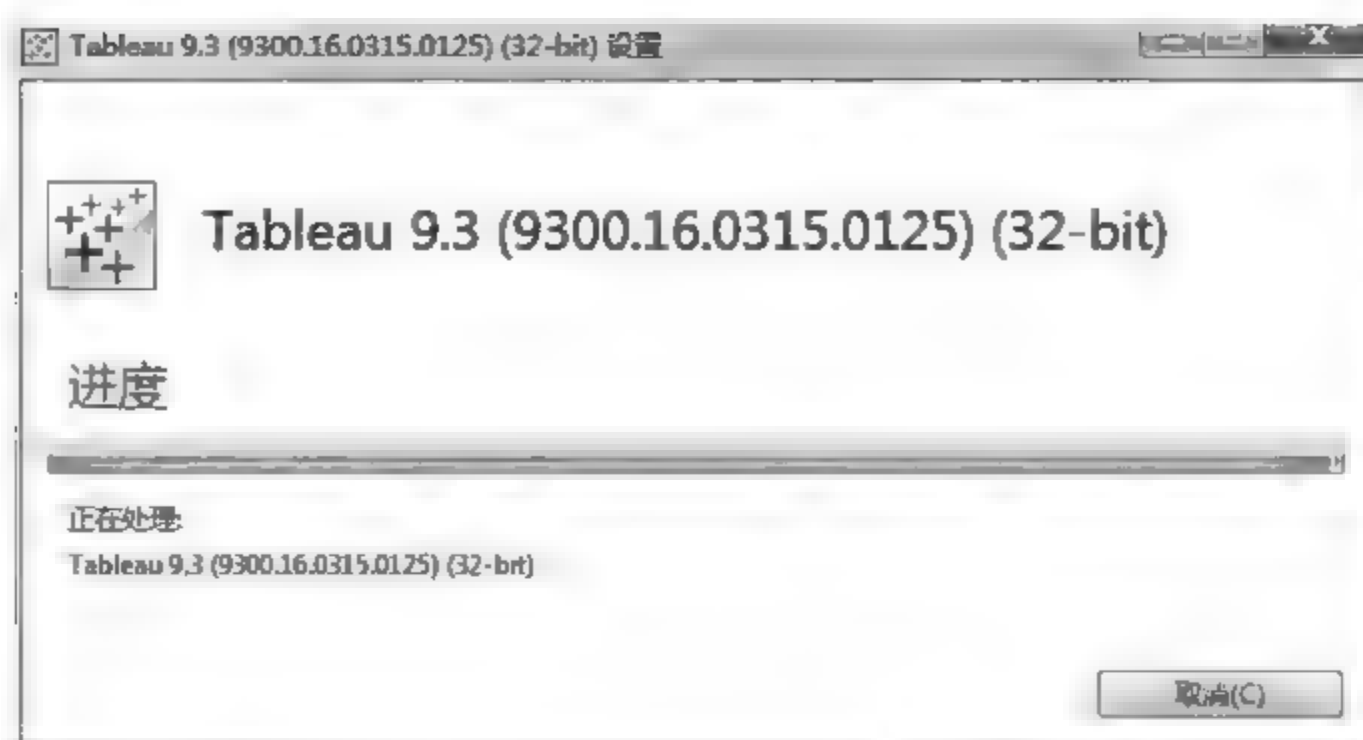 Tableau 9.3 (9300.16.0315.0125) (32-bit) 设置
Tableau 9.3 (9300.16.0315.0125) (32-bit)
进度
正在处理:
Tableau 9.3 (9300.16.0315.0125) (32-bit)
取消(C)